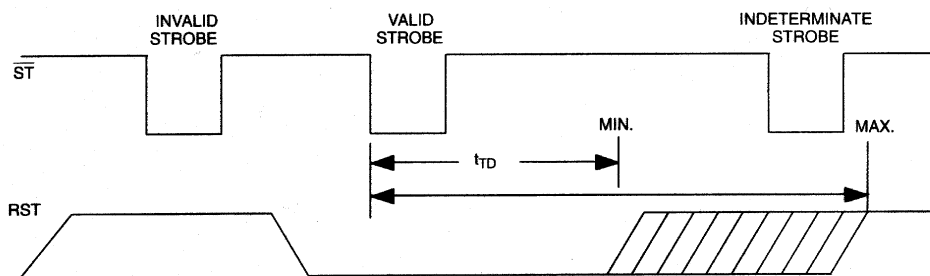 INVALID
STROBE
VALID
STROBE
INDETERMINATE
STROBE
ST
MIN.
MAX.
tTD
RST